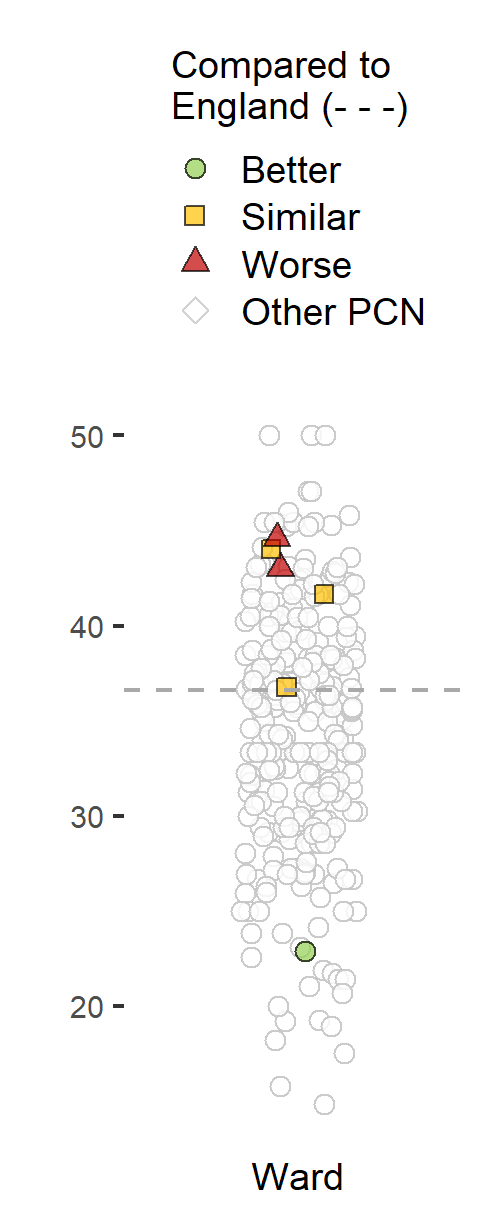 Compared to
England (- - -)
Better
Similar
Worse
Other PCN
50
40
30
20
Ward